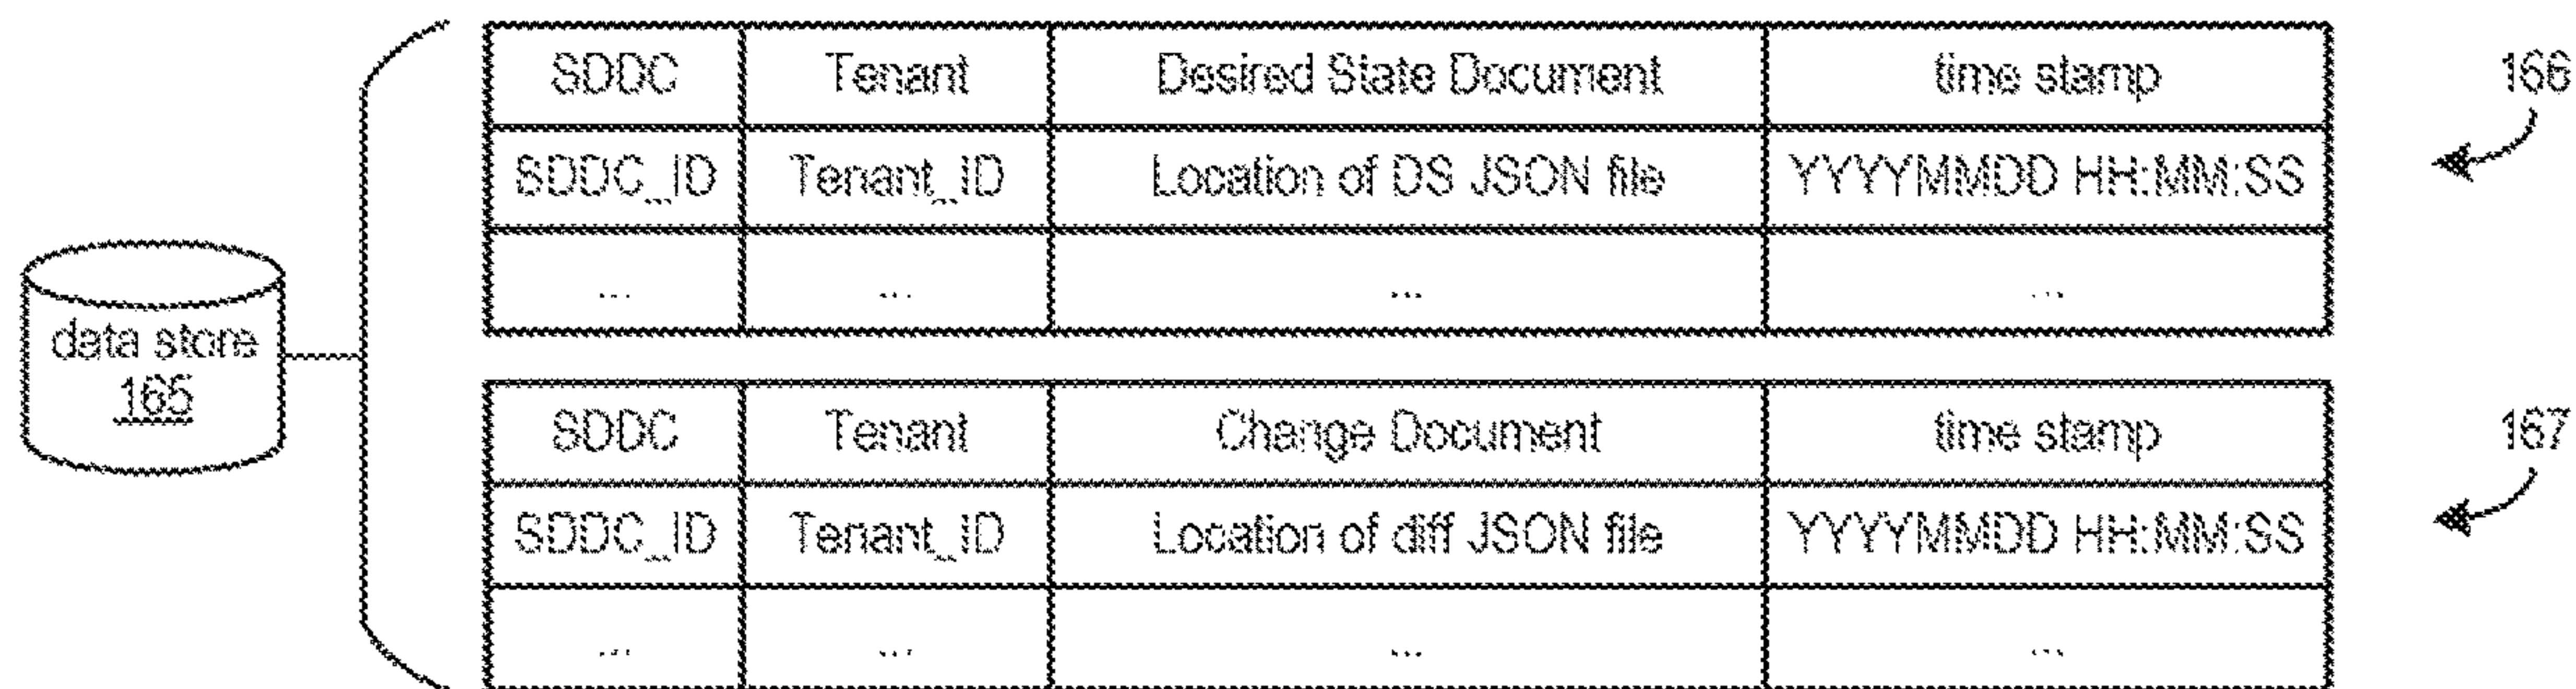 SDDC Tenant Desired State Document time stamp
166
SDDC_ID Tenant_ID Location of DS JSON file YYYYMMDD HH:MM:SS
... ... ... ...
data store
165
SDDC Tenant Change Document time stamp
167
SDDC_ID Tenant_ID Location of diff JSON file YYYYMMDD HH:MM:SS
... ... ... ...